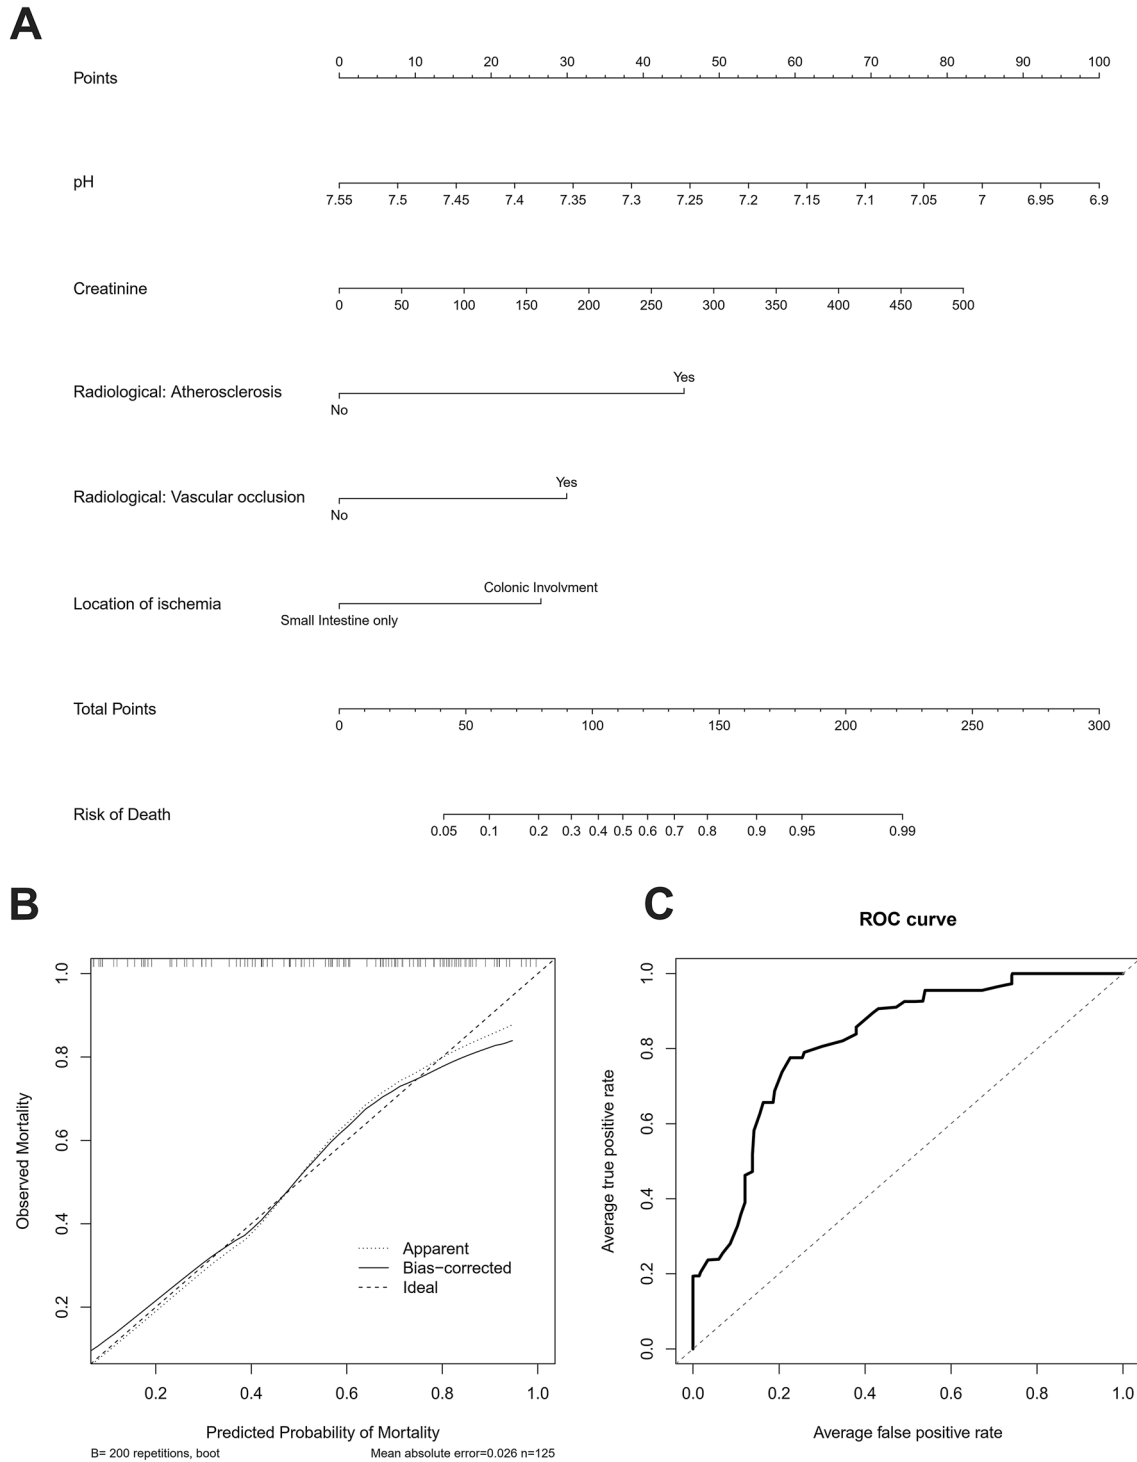 A
Points
0 10 20 30 40 50 60 70 80 90 100
pH
7.55 7.5 7.45 7.4 7.35 7.3 7.25 7.2 7.15 7.1 7.05 7 6.95 6.9
Creatinine
0 50 100 150 200 250 300 350 400 450 500
Radiological: Atherosclerosis
Yes
No
Radiological: Vascular occlusion
Yes
No
Location of ischemia
Colonic Involvment
Small Intestine only
Total Points
0 50 100 150 200 250 300
Risk of Death
0.05 0.1 0.2 0.3 0.4 0.5 0.6 0.7 0.8 0.9 0.95 0.99
B
Observed Mortality
1.0
0.8
0.6
0.4
0.2
Apparent
Bias−corrected
Ideal
0.2 0.4 0.6 0.8 1.0
Predicted Probability of Mortality
B= 200 repetitions, boot
Mean absolute error=0.026 n=125
C
ROC curve
Average true positive rate
1.0
0.8
0.6
0.4
0.2
0.0
0.0 0.2 0.4 0.6 0.8 1.0
Average false positive rate